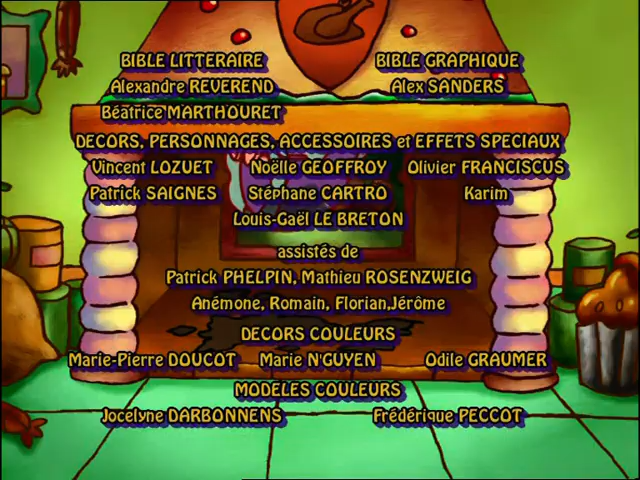 BIBLE LITTERAIRE BIBLE GRAPHIQUE
Alexandre REVEREND Alex SANDERS
Béatrice MARTHOURET
DECORS, PERSONNAGES, ACCESSOIRES et EFFETS SPECIAUX
Vincent LOZUET Noëlle GEOFFROY Olivier FRANCISCUS
Patrick SAIGNES Stéphane CARTRO Karim
Louis-Gaël LE BRETON
assistés de
Patrick PHELPIN, Mathieu ROSENZWEIG
Anémone, Romain, Florian,Jérôme
DECORS COULEURS
Marie-Pierre DOUCOT Marie N'GUYEN Odile GRAUMER
MODELES COULEURS
Jocelyne DARBONNENS Frédérique PECCOT